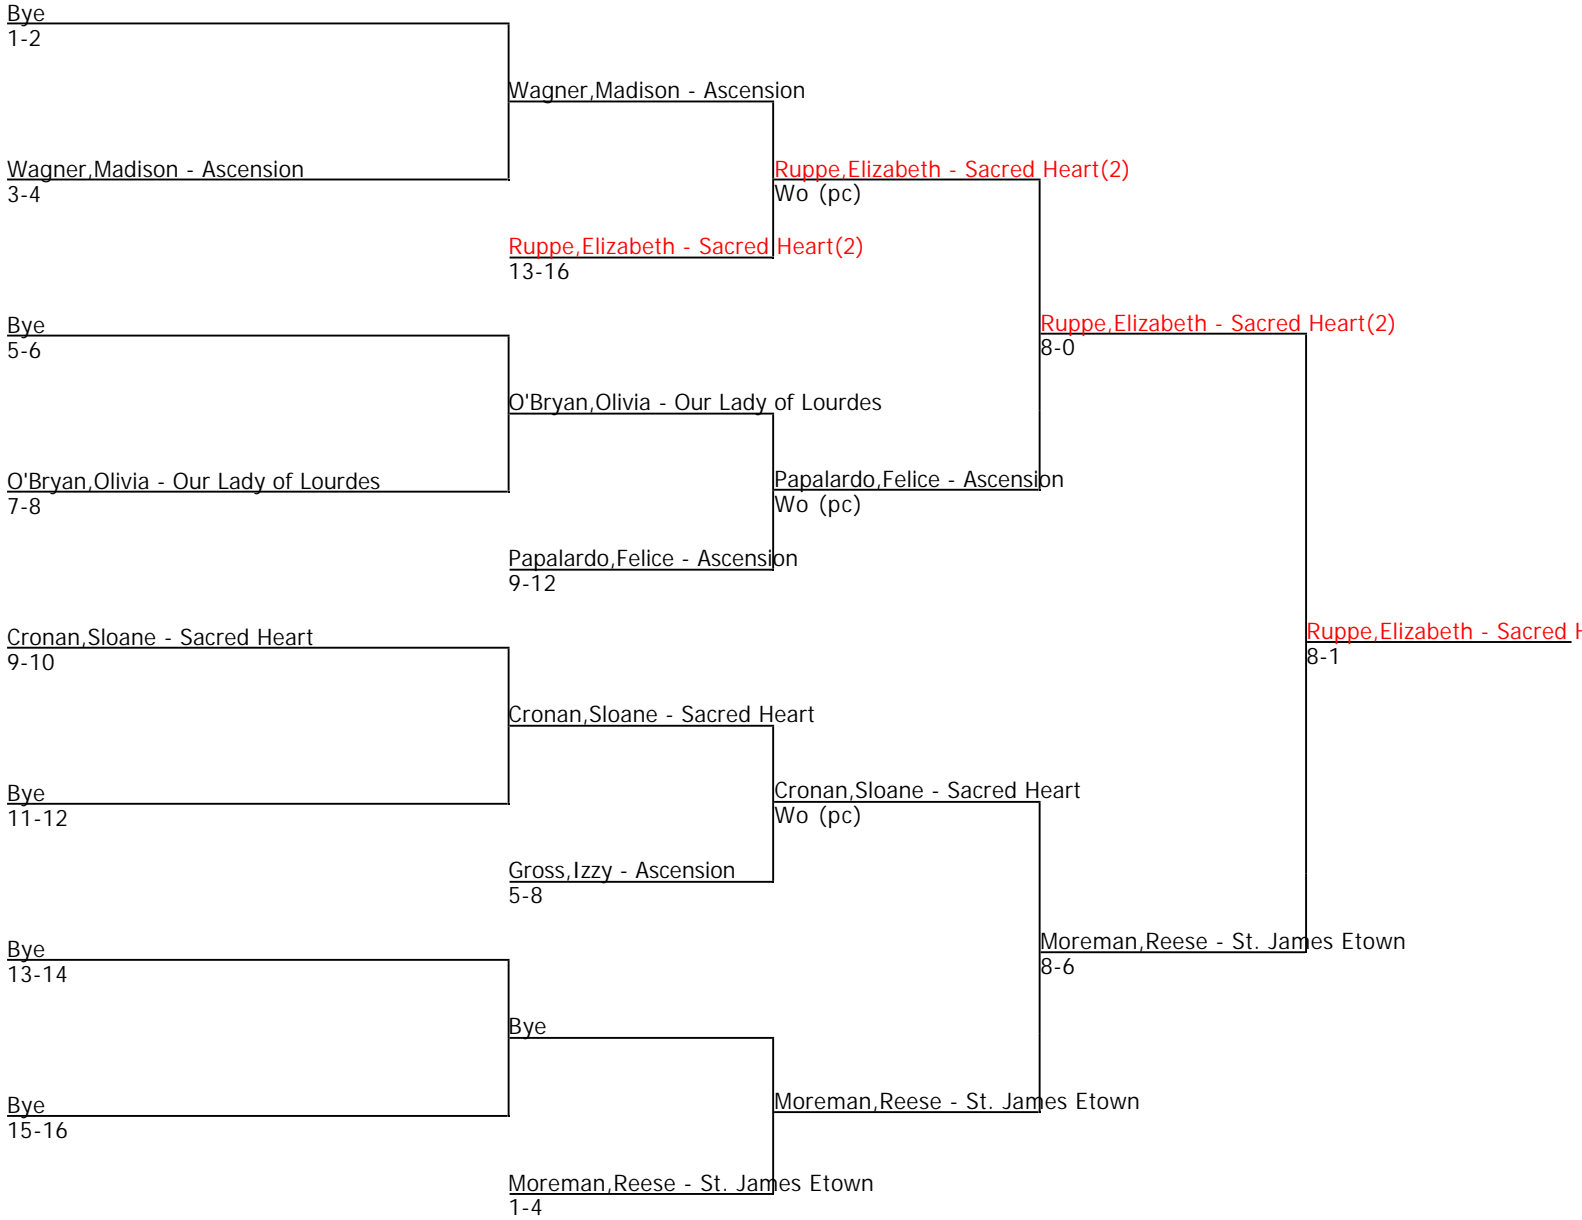 Bye
1-2
Wagner,Madison - Ascension
Wagner,Madison - Ascension
3-4
Ruppe,Elizabeth - Sacred Heart(2)
Wo (pc)
Ruppe,Elizabeth - Sacred Heart(2)
13-16
Bye
5-6
Ruppe,Elizabeth - Sacred Heart(2)
8-0
O'Bryan,Olivia - Our Lady of Lourdes
O'Bryan,Olivia - Our Lady of Lourdes
7-8
Papalardo,Felice - Ascension
Wo (pc)
Papalardo,Felice - Ascension
9-12
Cronan,Sloane - Sacred Heart
9-10
Ruppe,Elizabeth - Sacred
8-1
Cronan,Sloane - Sacred Heart
Bye
11-12
Cronan,Sloane - Sacred Heart
Wo (pc)
Gross,Izzy - Ascension
5-8
Bye
13-14
Moreman,Reese - St. James Etown
8-6
Bye
Bye
15-16
Moreman,Reese - St. James Etown
Moreman,Reese - St. James Etown
1-4